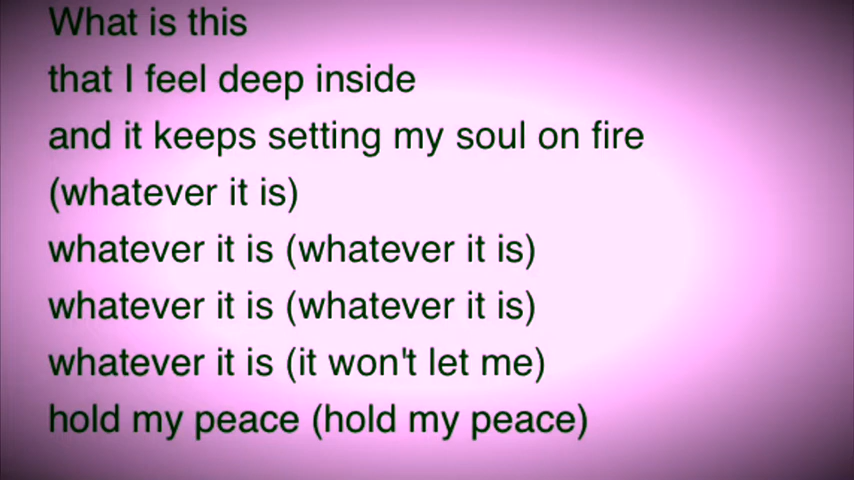 What is this
that I feel deep inside
and it keeps setting my soul on fire
(whatever it is)
whatever it is (whatever it is)
whatever it is (whatever it is)
whatever it is (it won't let me)
hold my peace (hold my peace)